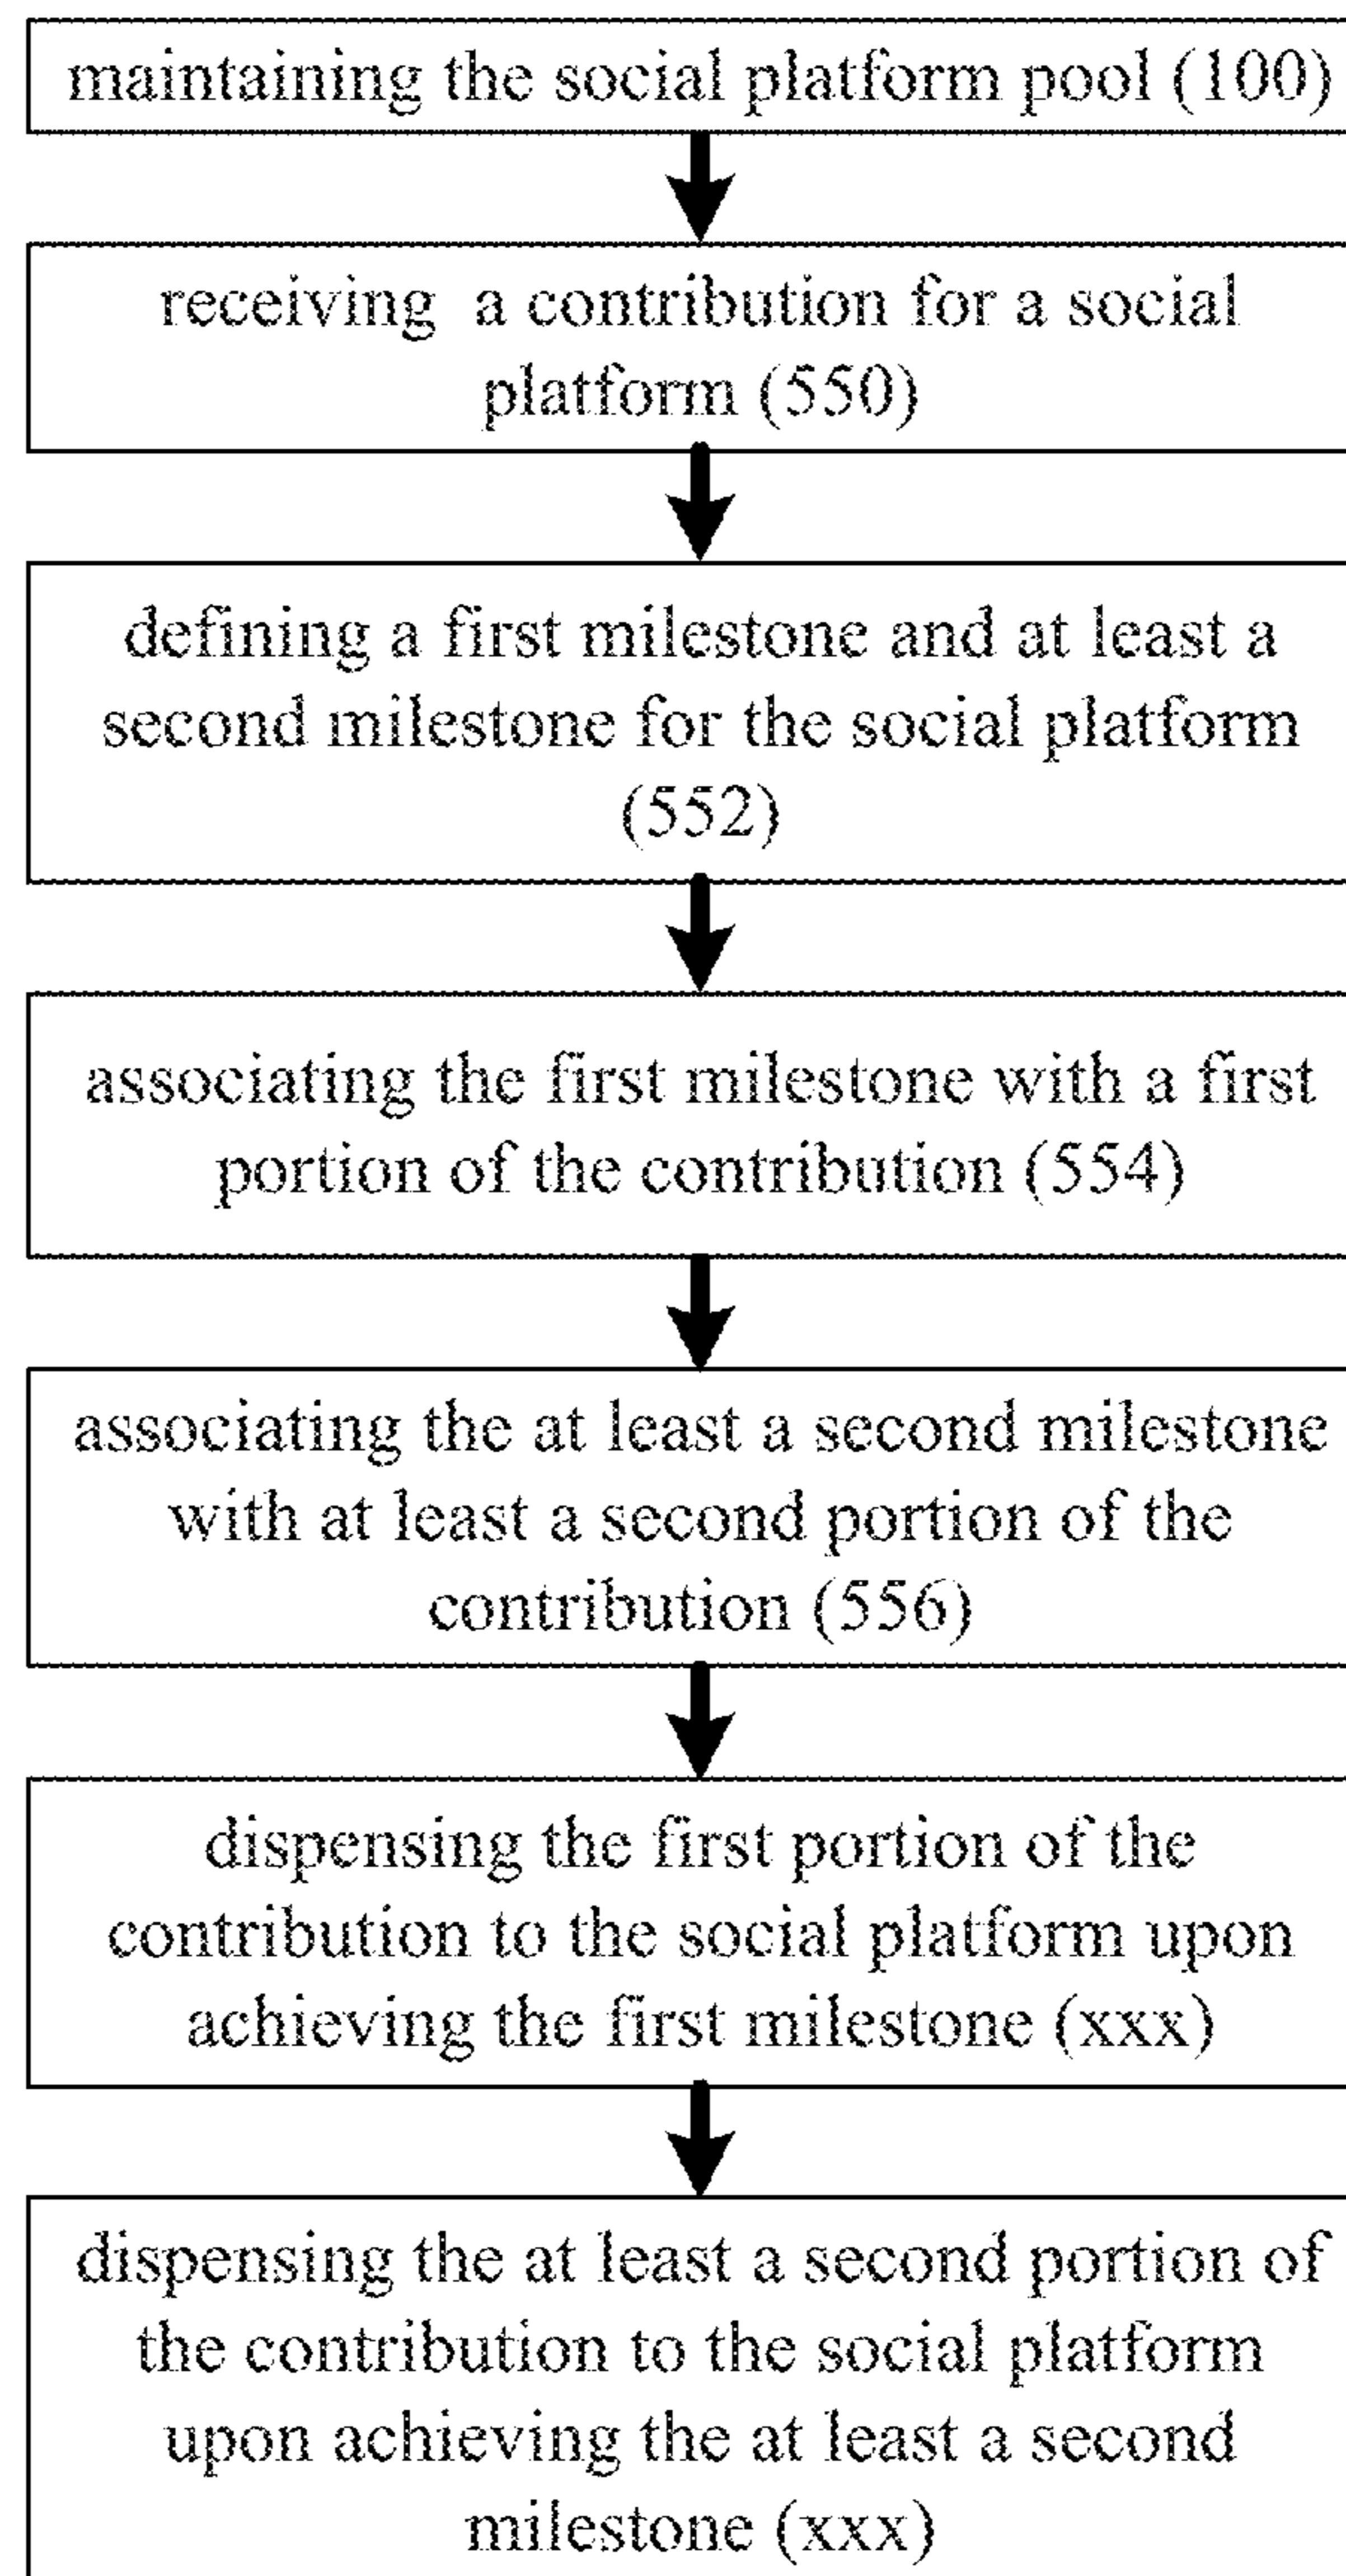 maintaining the social platform pool (100)
receiving a contribution for a social
platform (550)
defining a first milestone and at least a
second milestone for the social platform
(552)
associating the first milestone with a first
portion of the contribution (554)
associating the at least a second milestone
with at least a second portion of the
contribution (556)
dispensing the first portion of the
contribution to the social platform upon
achieving the first milestone (xxx)
dispensing the at least a second portion of
the contribution to the social platform
upon achieving the at least a second
milestone (xxx)